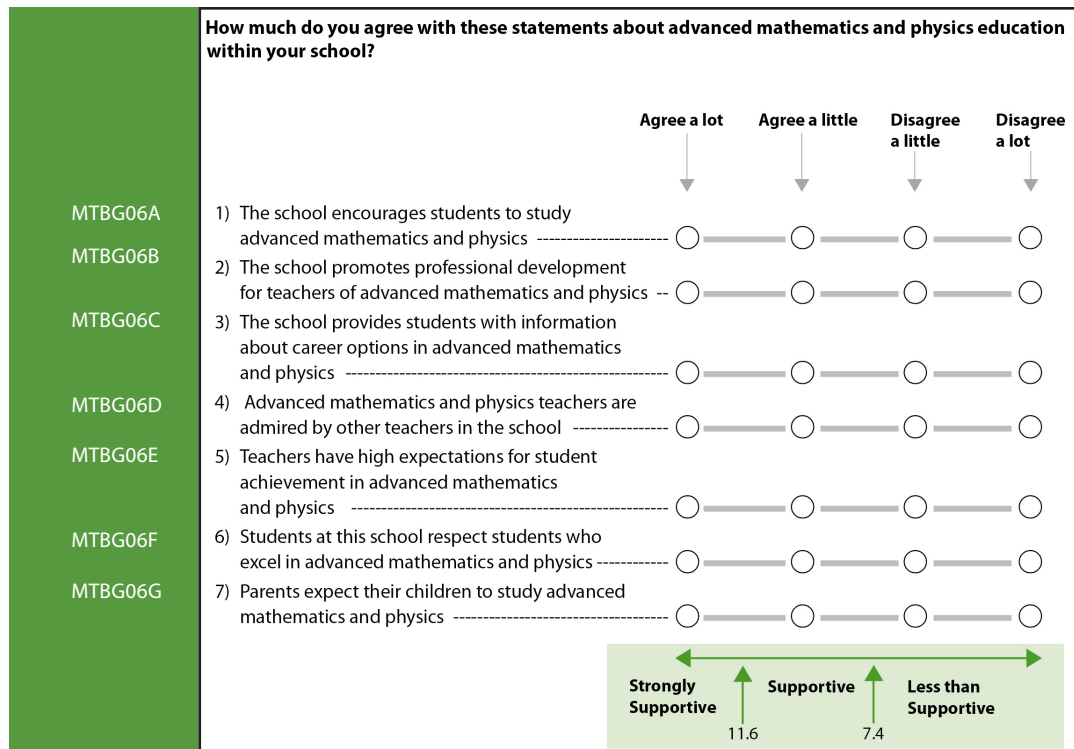 How much do you agree with these statements about advanced mathematics and physics education
within your school?
Agree a lot
Agree a little
Disagree
a little
Disagree
a lot
MTBG06A
1) The school encourages students to study
advanced mathematics and physics
MTBG06B
2) The school promotes professional development
for teachers of advanced mathematics and physics
MTBG06C
3) The school provides students with information
about career options in advanced mathematics
and physics
MTBG06D
4) Advanced mathematics and physics teachers are
admired by other teachers in the school
MTBG06E
5) Teachers have high expectations for student
achievement in advanced mathematics
and physics
MTBG06F
6) Students at this school respect students who
excel in advanced mathematics and physics
MTBG06G
7) Parents expect their children to study advanced
mathematics and physics
Strongly
Supportive
11.6
Supportive
7.4
Less than
Supportive